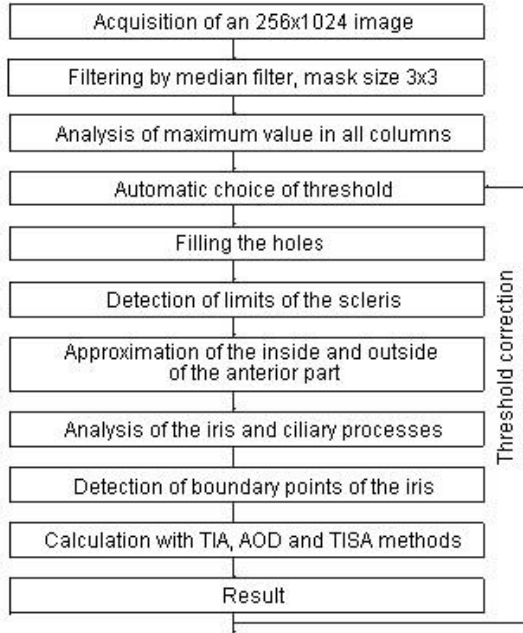 Acquisition of an 256x1024 image
Filtering by median filter, mask size 3x3
Analysis of maximum value in all columns
Automatic choice of threshold
Filling the holes
Detection of limits of the scleris
Approximation of the inside and outside
of the anterior part
Analysis of the iris and ciliary processes
Detection of boundary points of the iris
Calculation with TIA, AOD and TISA methods
Result
Threshold correction